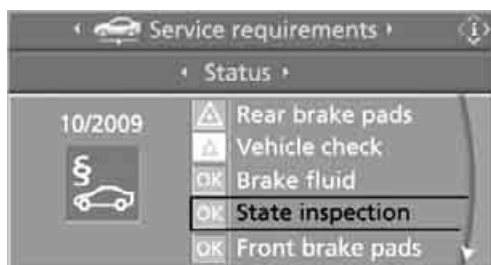 Service requirements
Status
10/2009
Rear brake pads
Vehicle check
§
OK Brake fluid
OK State inspection
OK Front brake pads